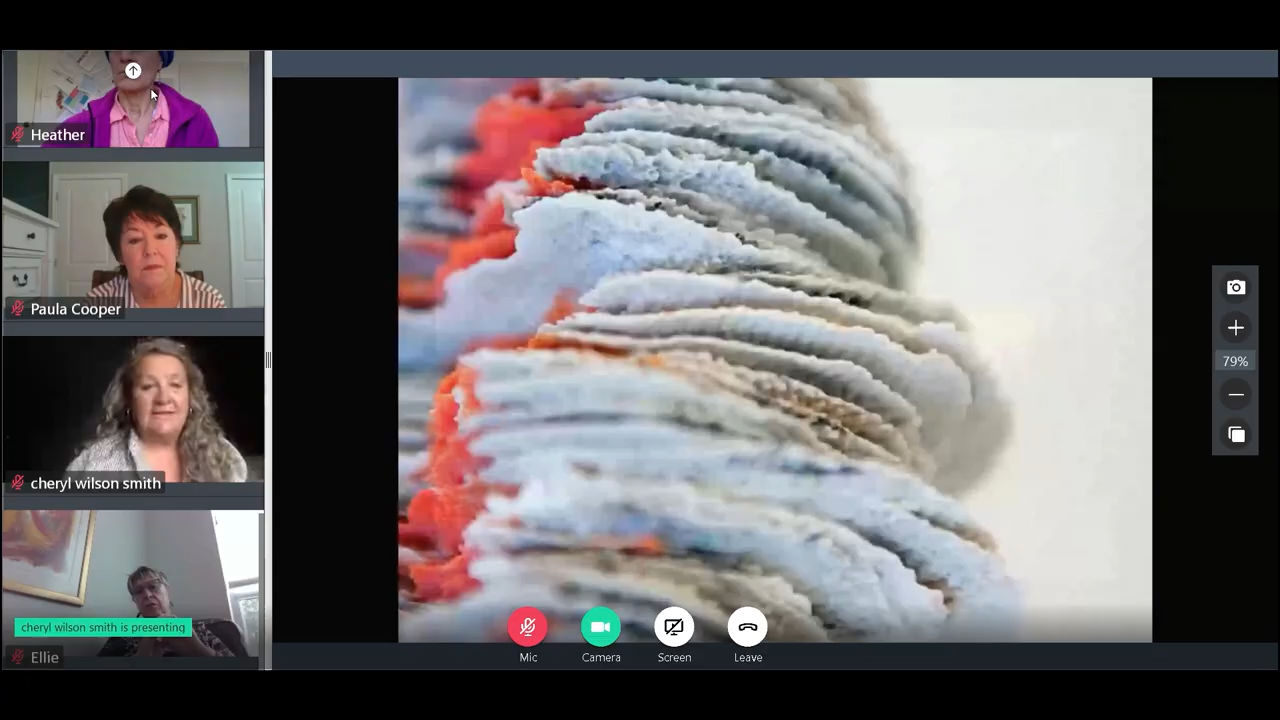 Heather
Paula Cooper
cheryl wilson smith
cheryl wilson smith is presenting
Ellie
79%
Mic
Camera
Screen
Leave